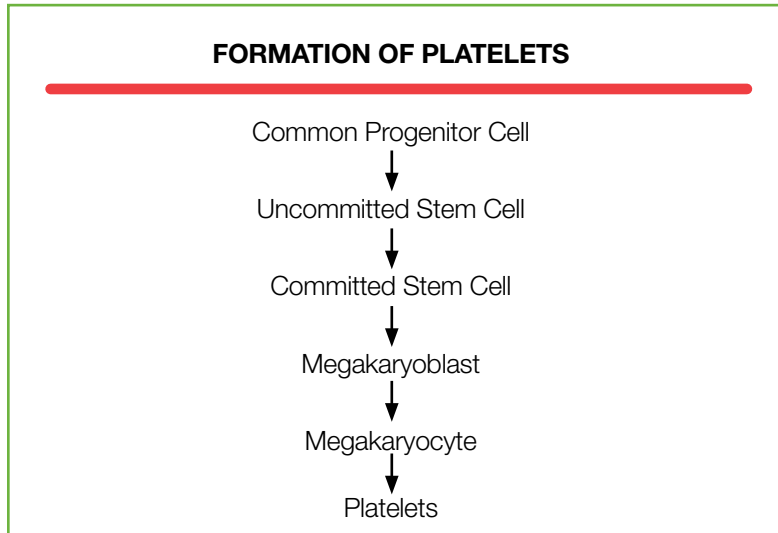 FORMATION OF PLATELETS
Common Progenitor Cell
Uncommitted Stem Cell
Committed Stem Cell
Megakaryoblast
Megakaryocyte
Platelets